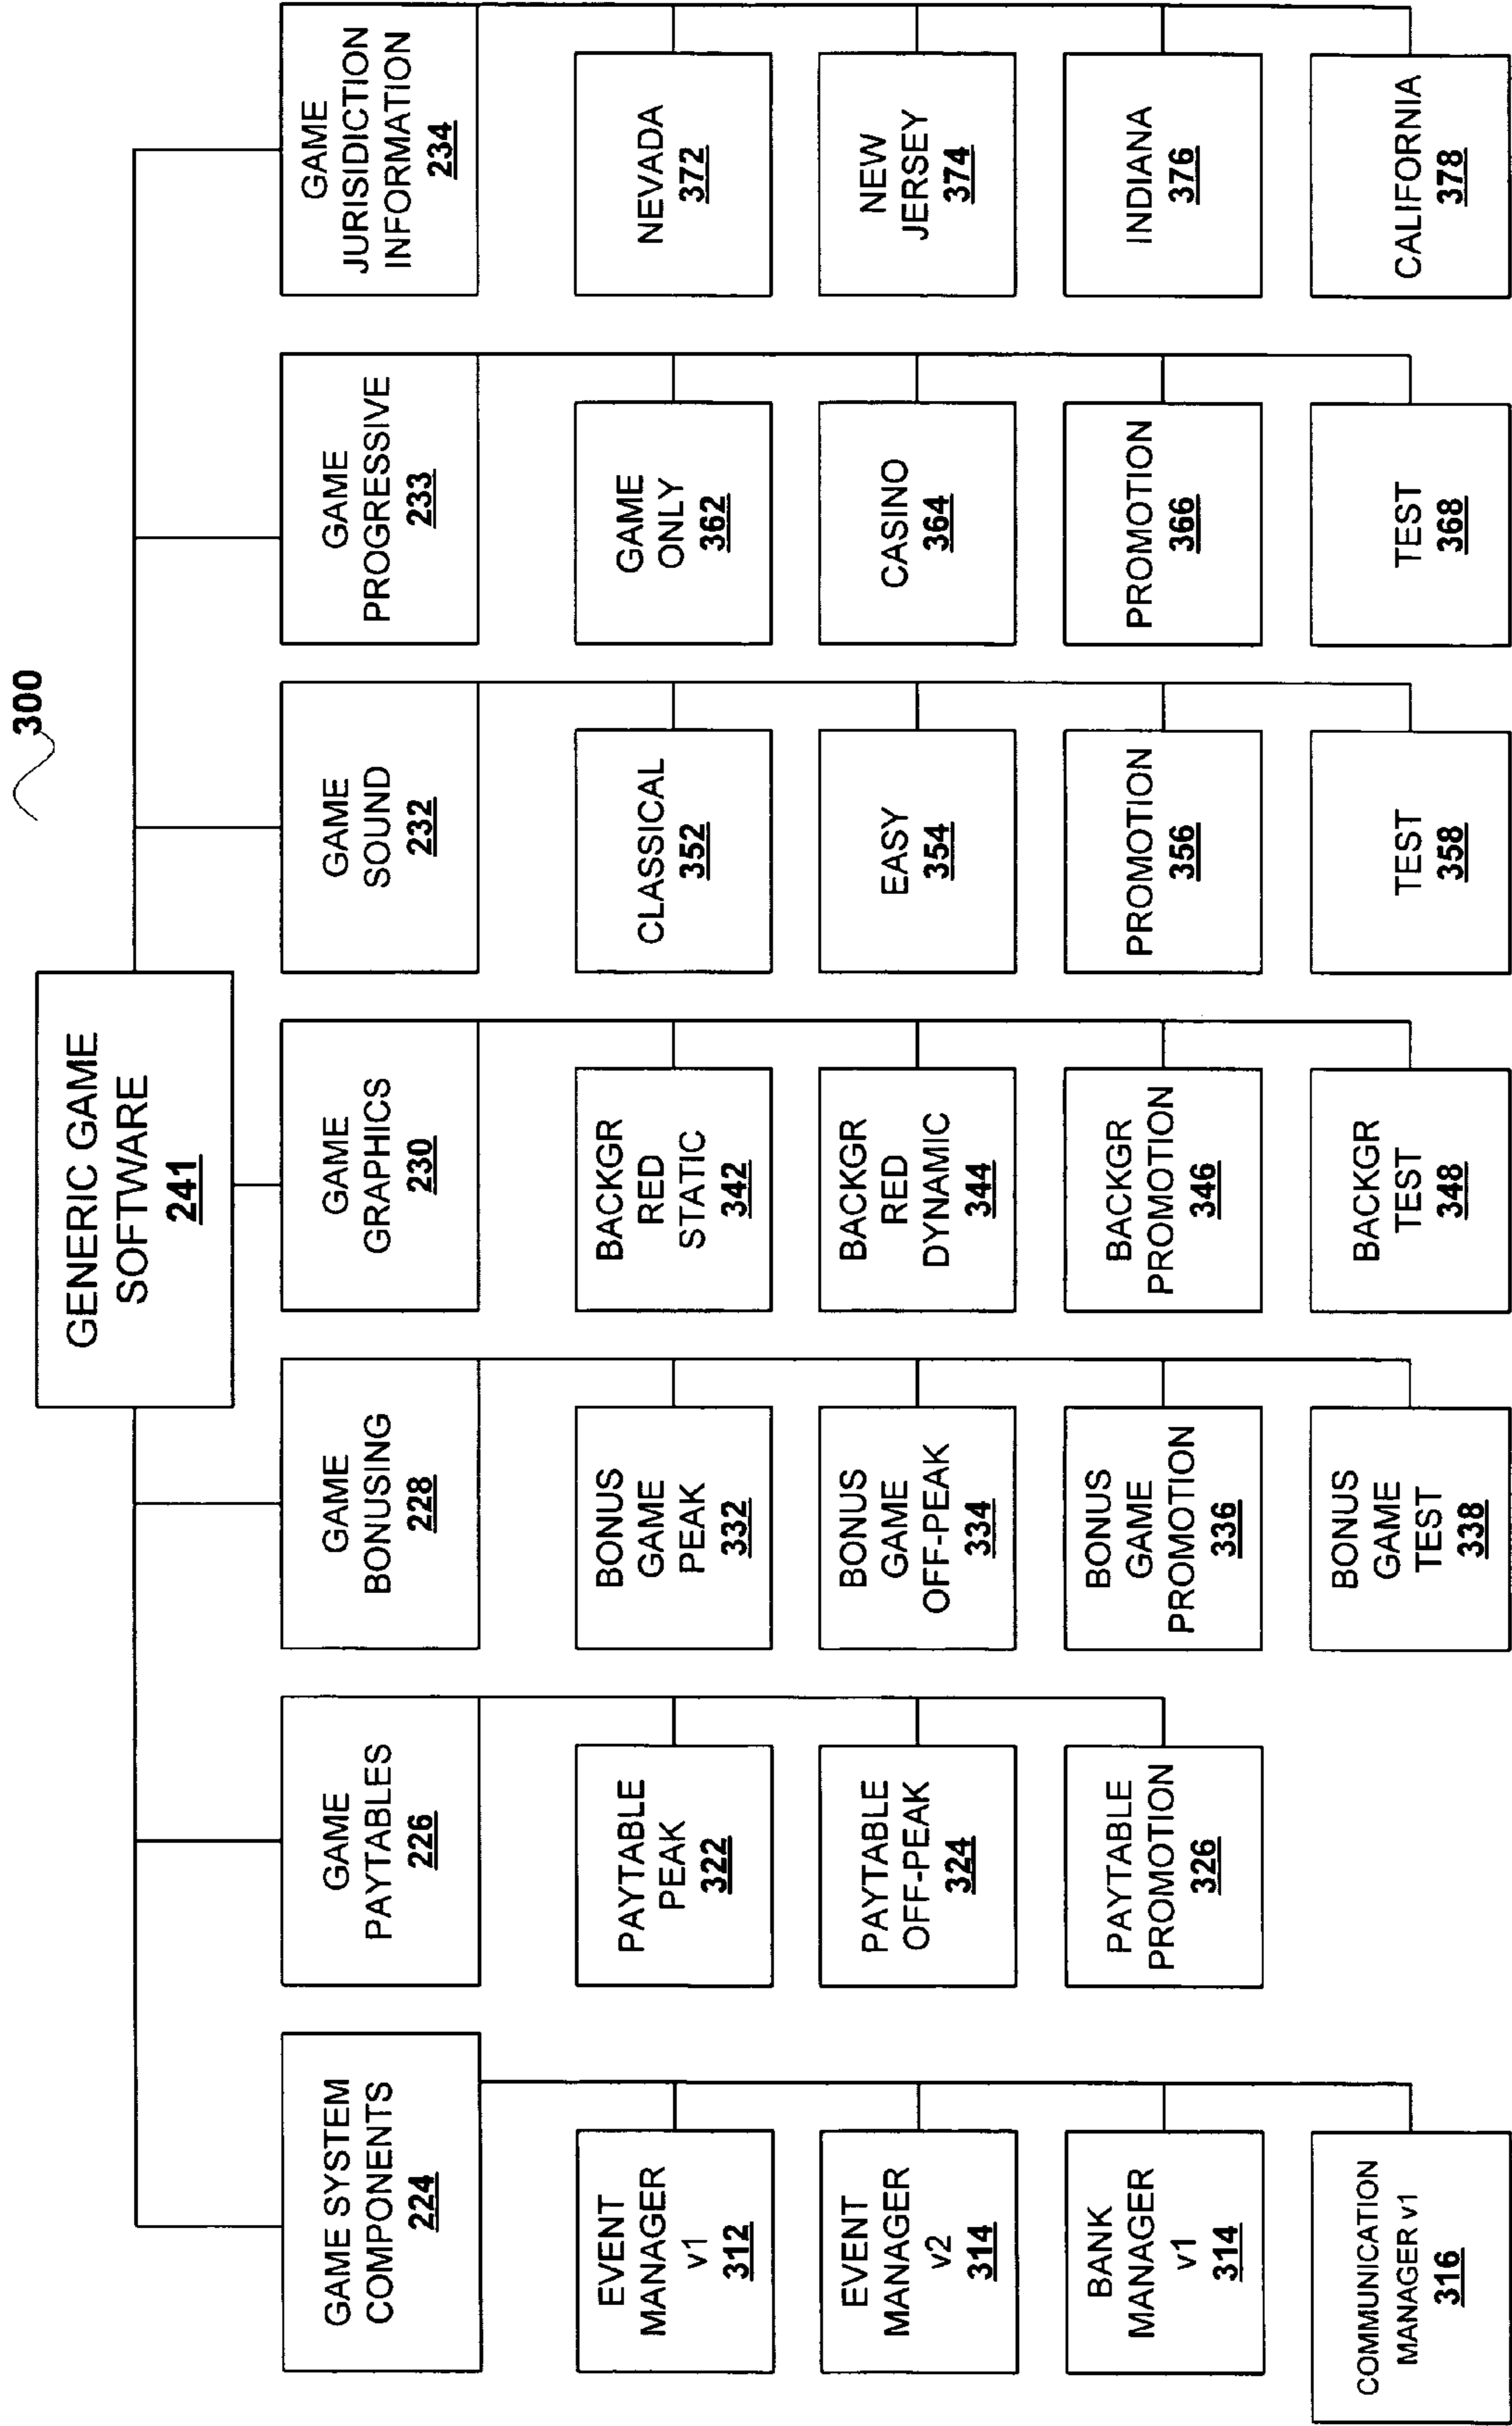 300
GENERIC GAME
SOFTWARE
241
GAME SYSTEM
COMPONENTS
224
EVENT
MANAGER
v1
312
EVENT
MANAGER
v2
314
BANK
MANAGER
v1
314
COMMUNICATION
MANAGER v1
316
GAME
PAYTABLES
226
PAYTABLE
PEAK
322
PAYTABLE
OFF-PEAK
324
PAYTABLE
PROMOTION
326
GAME
BONUSING
228
BONUS
GAME
PEAK
332
BONUS
GAME
OFF-PEAK
334
BONUS
GAME
PROMOTION
336
BONUS
GAME
TEST
338
GAME
GRAPHICS
230
BACKGR
RED
STATIC
342
BACKGR
RED
DYNAMIC
344
BACKGR
PROMOTION
346
BACKGR
TEST
348
GAME
SOUND
232
CLASSICAL
352
EASY
354
PROMOTION
356
TEST
358
GAME
PROGRESSIVE
233
GAME
ONLY
362
CASINO
364
PROMOTION
366
TEST
368
GAME
JURISIDICTION
INFORMATION
234
NEVADA
372
NEW
JERSEY
374
INDIANA
376
CALIFORNIA
378